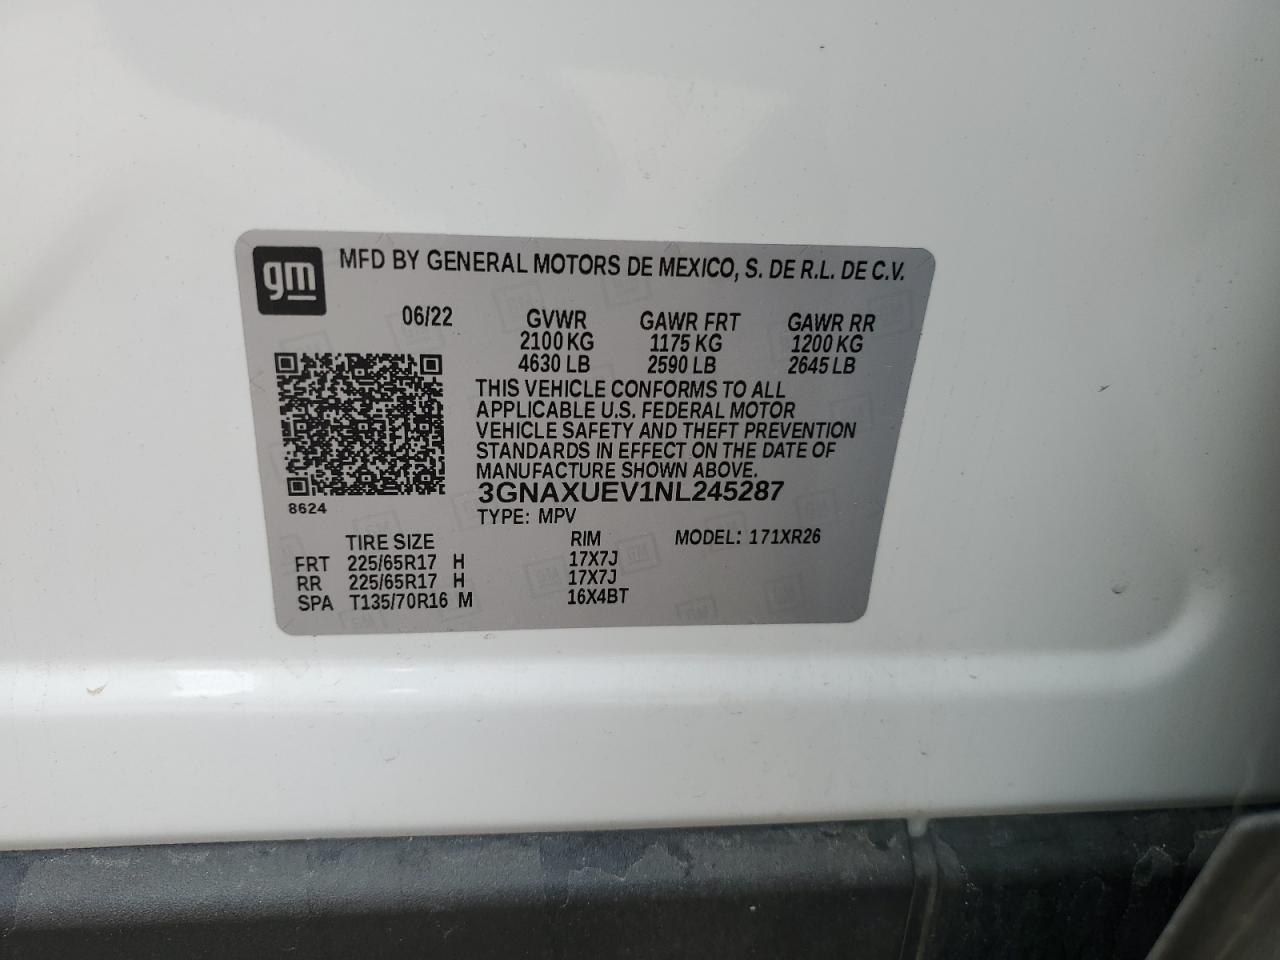 gm
MFD BY GENERAL MOTORS DE MEXICO, S. DE R.L. DE C.V.
06/22 GVWR GAWR FRT GAWR RR
2100 KG 1175 KG 1200 KG
4630 LB 2590 LB 2645 LB
THIS VEHICLE CONFORMS TO ALL
APPLICABLE U.S. FEDERAL MOTOR
VEHICLE SAFETY AND THEFT PREVENTION
STANDARDS IN EFFECT ON THE DATE OF
MANUFACTURE SHOWN ABOVE.
3GNAXUEV1NL245287
8624
TYPE: MPV
TIRE SIZE RIM MODEL: 171XR26
FRT 225/65R17 H 17X7J
RR 225/65R17 H 17X7J
SPA T135/70R16 M 16X4BT